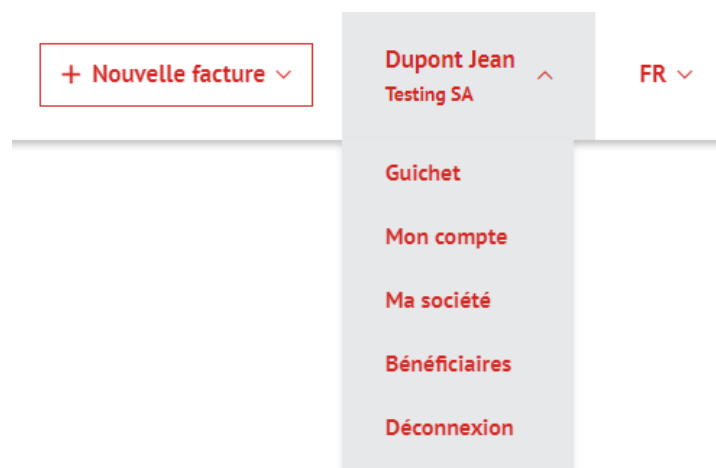 + Nouvelle facture
Dupont Jean
Testing SA
FR
Guichet
Mon compte
Ma société
Bénéficiaires
Déconnexion